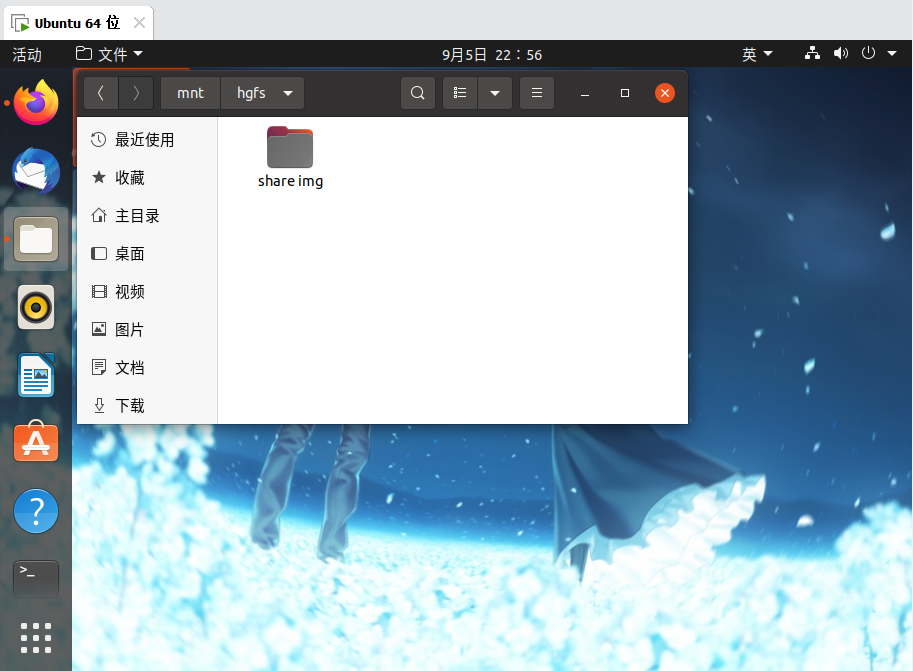 Ubuntu 64 位
活动 文件 9月5日 22:56 英
mnt hgfs
最近使用
收藏
主目录
桌面
视频
图片
文档
下载
share img